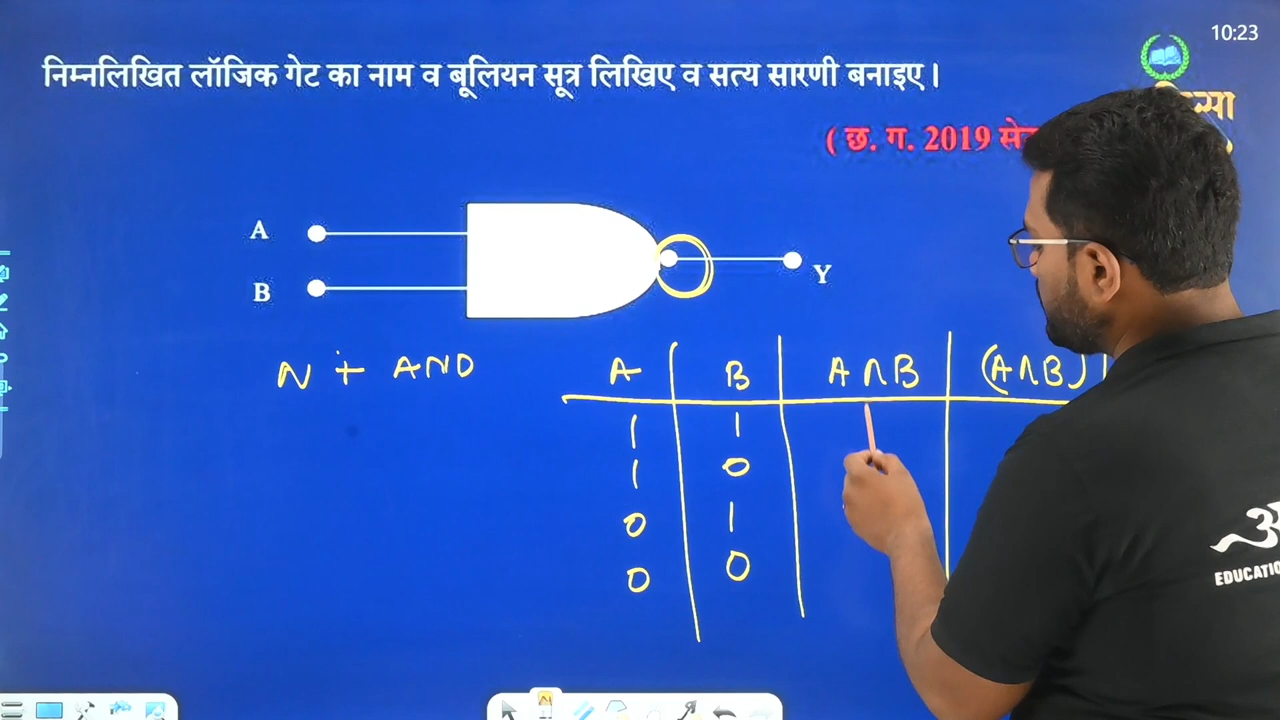 10:23
निम्नलिखित लॉजिक गेट का नाम व बूलियन सूत्र लिखिए व सत्य सारणी बनाइए।
( छ. ग. 2019
A
B
Y
N + AND
A B A∩B (A∩B)
1 1
1 0
0 1
0 0
EDUCATIO